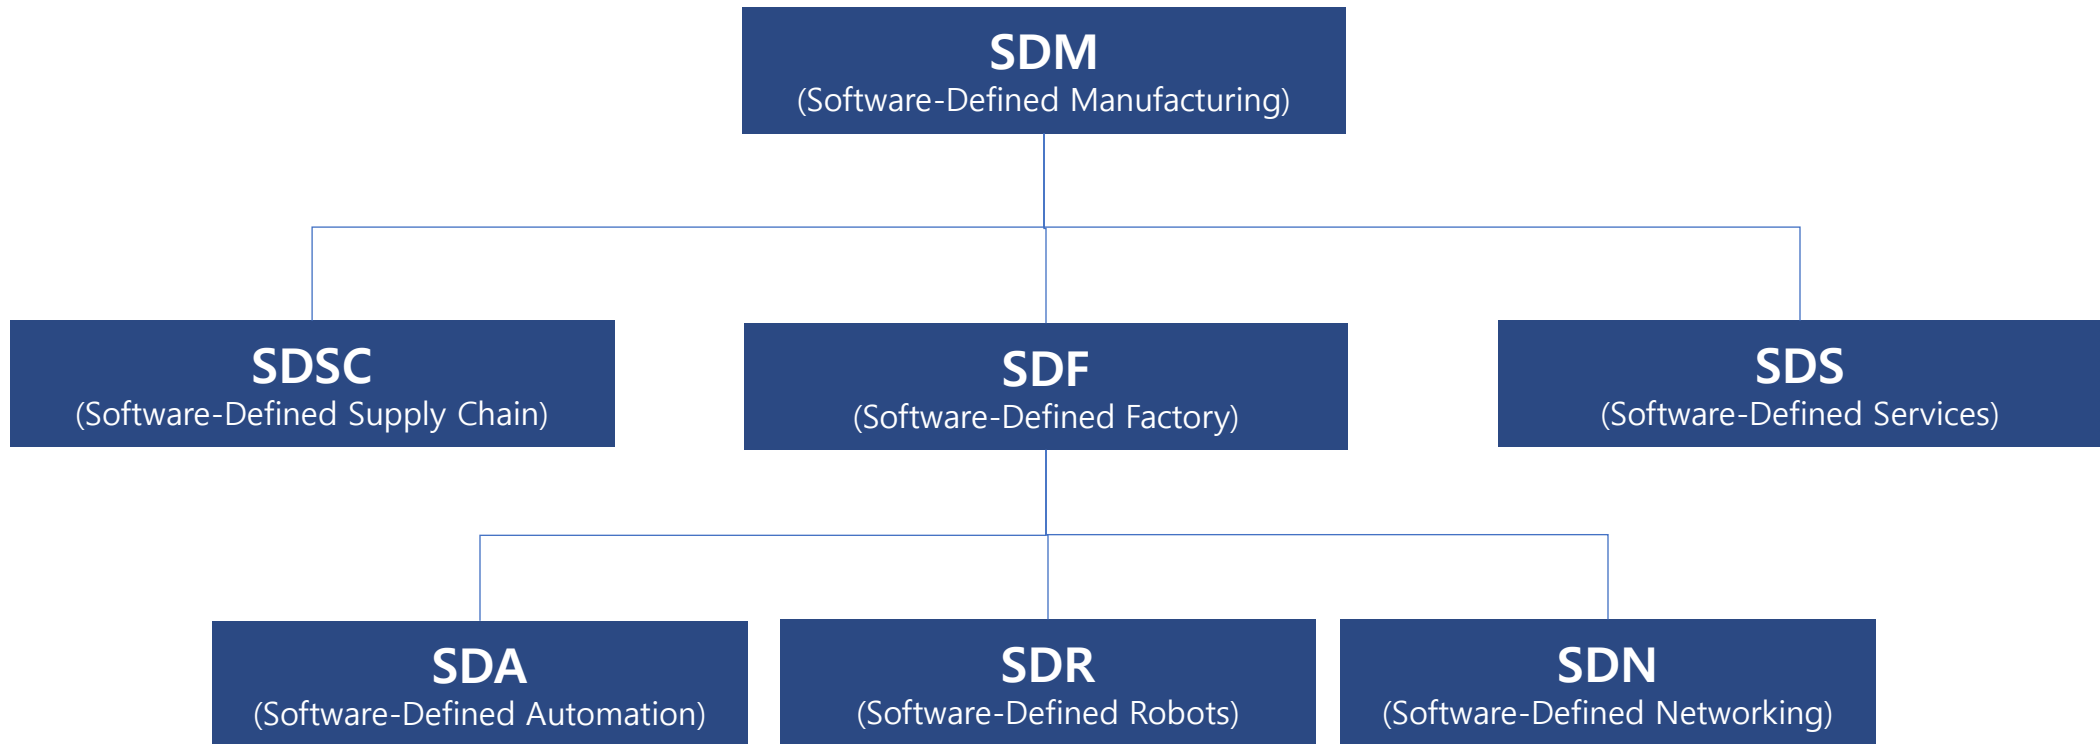 SDM
(Software-Defined Manufacturing)
SDSC
(Software-Defined Supply Chain)
SDF
(Software-Defined Factory)
SDS
(Software-Defined Services)
SDA
(Software-Defined Automation)
SDR
(Software-Defined Robots)
SDN
(Software-Defined Networking)